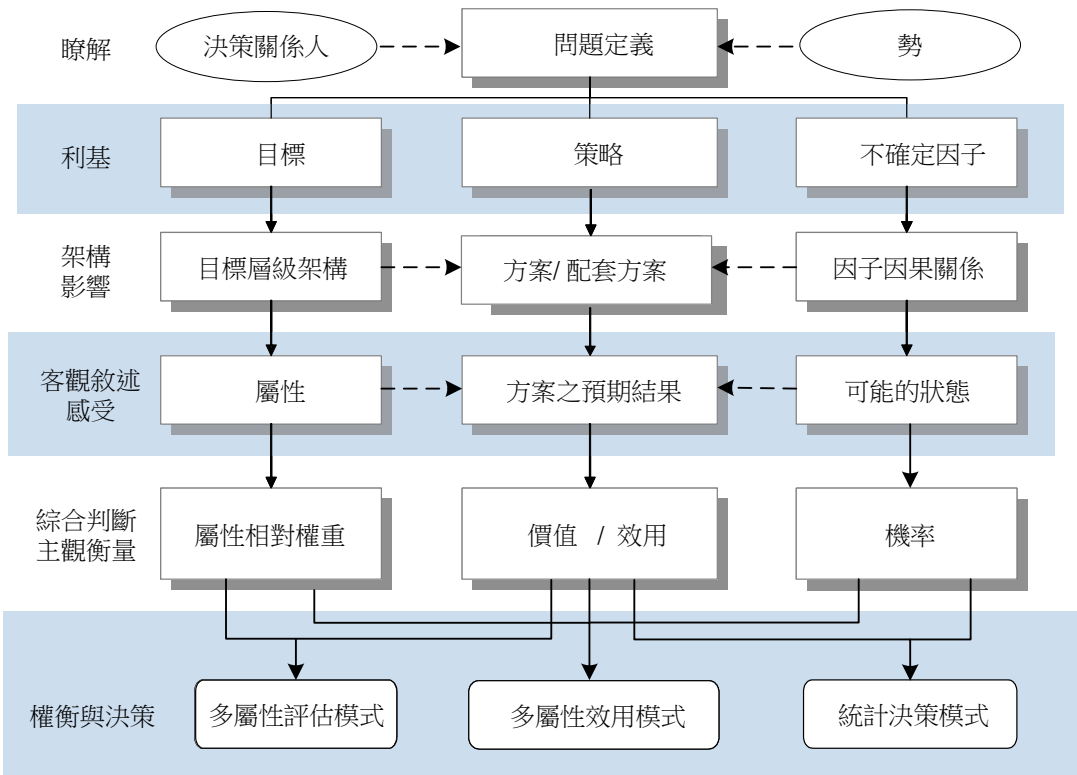 瞭解
決策關係人
問題定義
勢
利基
目標
策略
不確定因子
架構
影響
目標層級架構
方案/ 配套方案
因子因果關係
客觀敘述
感受
屬性
方案之預期結果
可能的狀態
綜合判斷
主觀衡量
屬性相對權重
價值 / 效用
機率
權衡與決策
多屬性評估模式
多屬性效用模式
統計決策模式